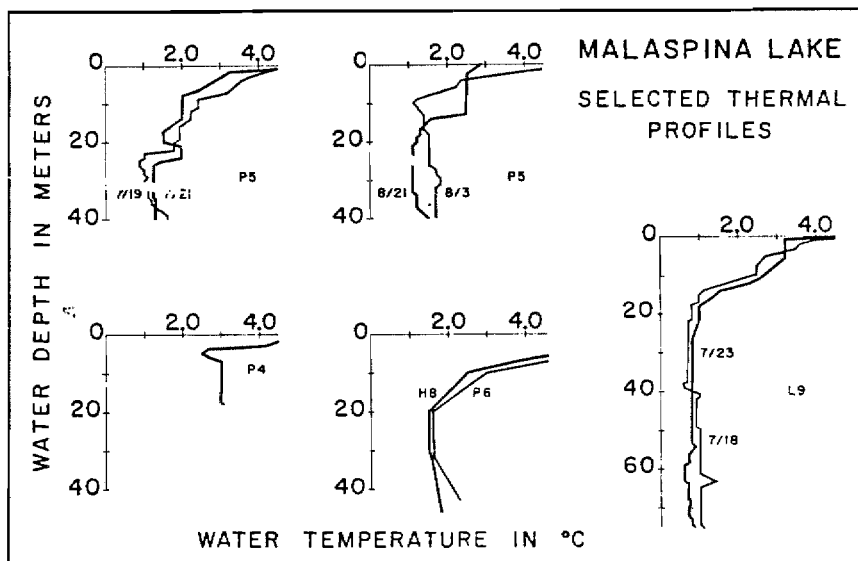 MALASPINA LAKE
SELECTED THERMAL
PROFILES
WATER DEPTH IN METERS
2.0 4.0
0
20
40
7/19
P5
2.0 4.0
0
20
40
8/21 8/3
P5
2.0 4.0
0
20
40
P4
2.0 4.0
0
20
40
H8 P6
2.0 4.0
0
20
40
60
7/23
L9
7/18
WATER TEMPERATURE IN °C